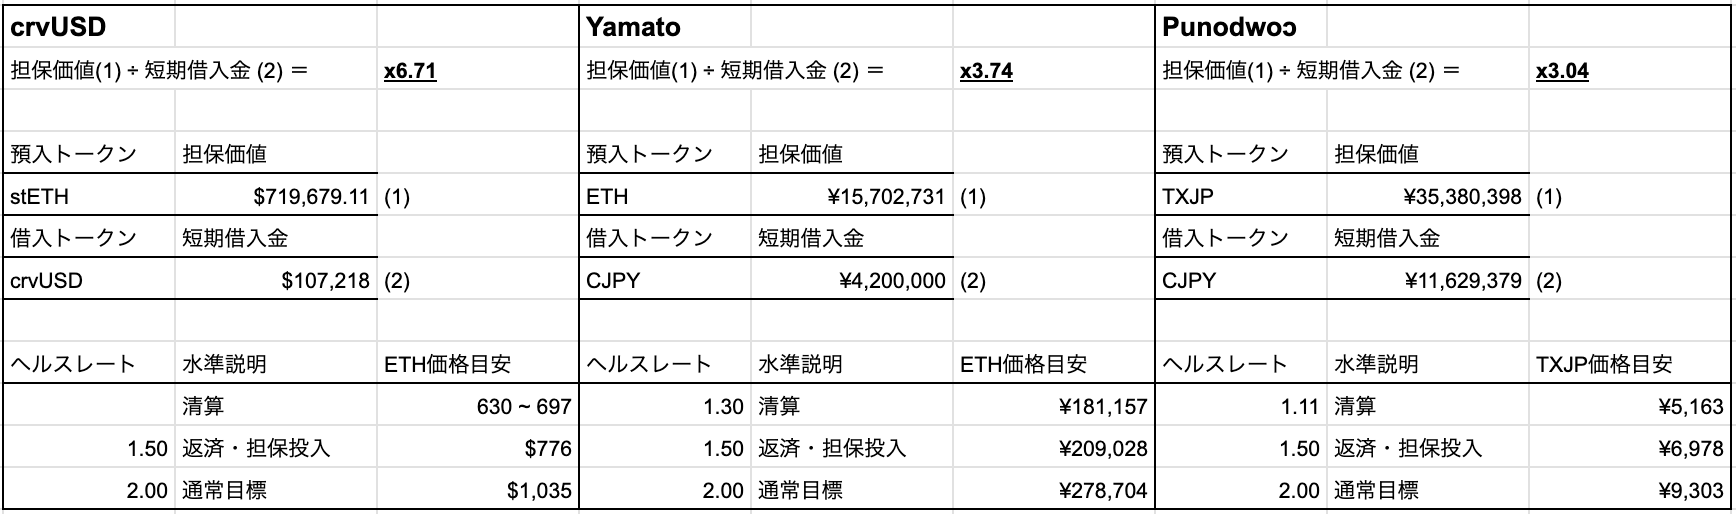 crvUSD Yamato Punodwoɔ
担保価値(1) ÷ 短期借入金 (2) ＝ x6.71 担保価値(1) ÷ 短期借入金 (2) ＝ x3.74 担保価値(1) ÷ 短期借入金 (2) ＝ x3.04
預入トークン 担保価値 預入トークン 担保価値 預入トークン 担保価値
stETH $719,679.11 (1) ETH ¥15,702,731 (1) TXJP ¥35,380,398 (1)
借入トークン 短期借入金 借入トークン 短期借入金 借入トークン 短期借入金
crvUSD $107,218 (2) CJPY ¥4,200,000 (2) CJPY ¥11,629,379 (2)
ヘルスレート 水準説明 ETH価格目安 ヘルスレート 水準説明 ETH価格目安 ヘルスレート 水準説明 TXJP価格目安
清算 630 ~ 697 1.30 清算 ¥181,157 1.11 清算 ¥5,163
1.50 返済・担保投入 $776 1.50 返済・担保投入 ¥209,028 1.50 返済・担保投入 ¥6,978
2.00 通常目標 $1,035 2.00 通常目標 ¥278,704 2.00 通常目標 ¥9,303